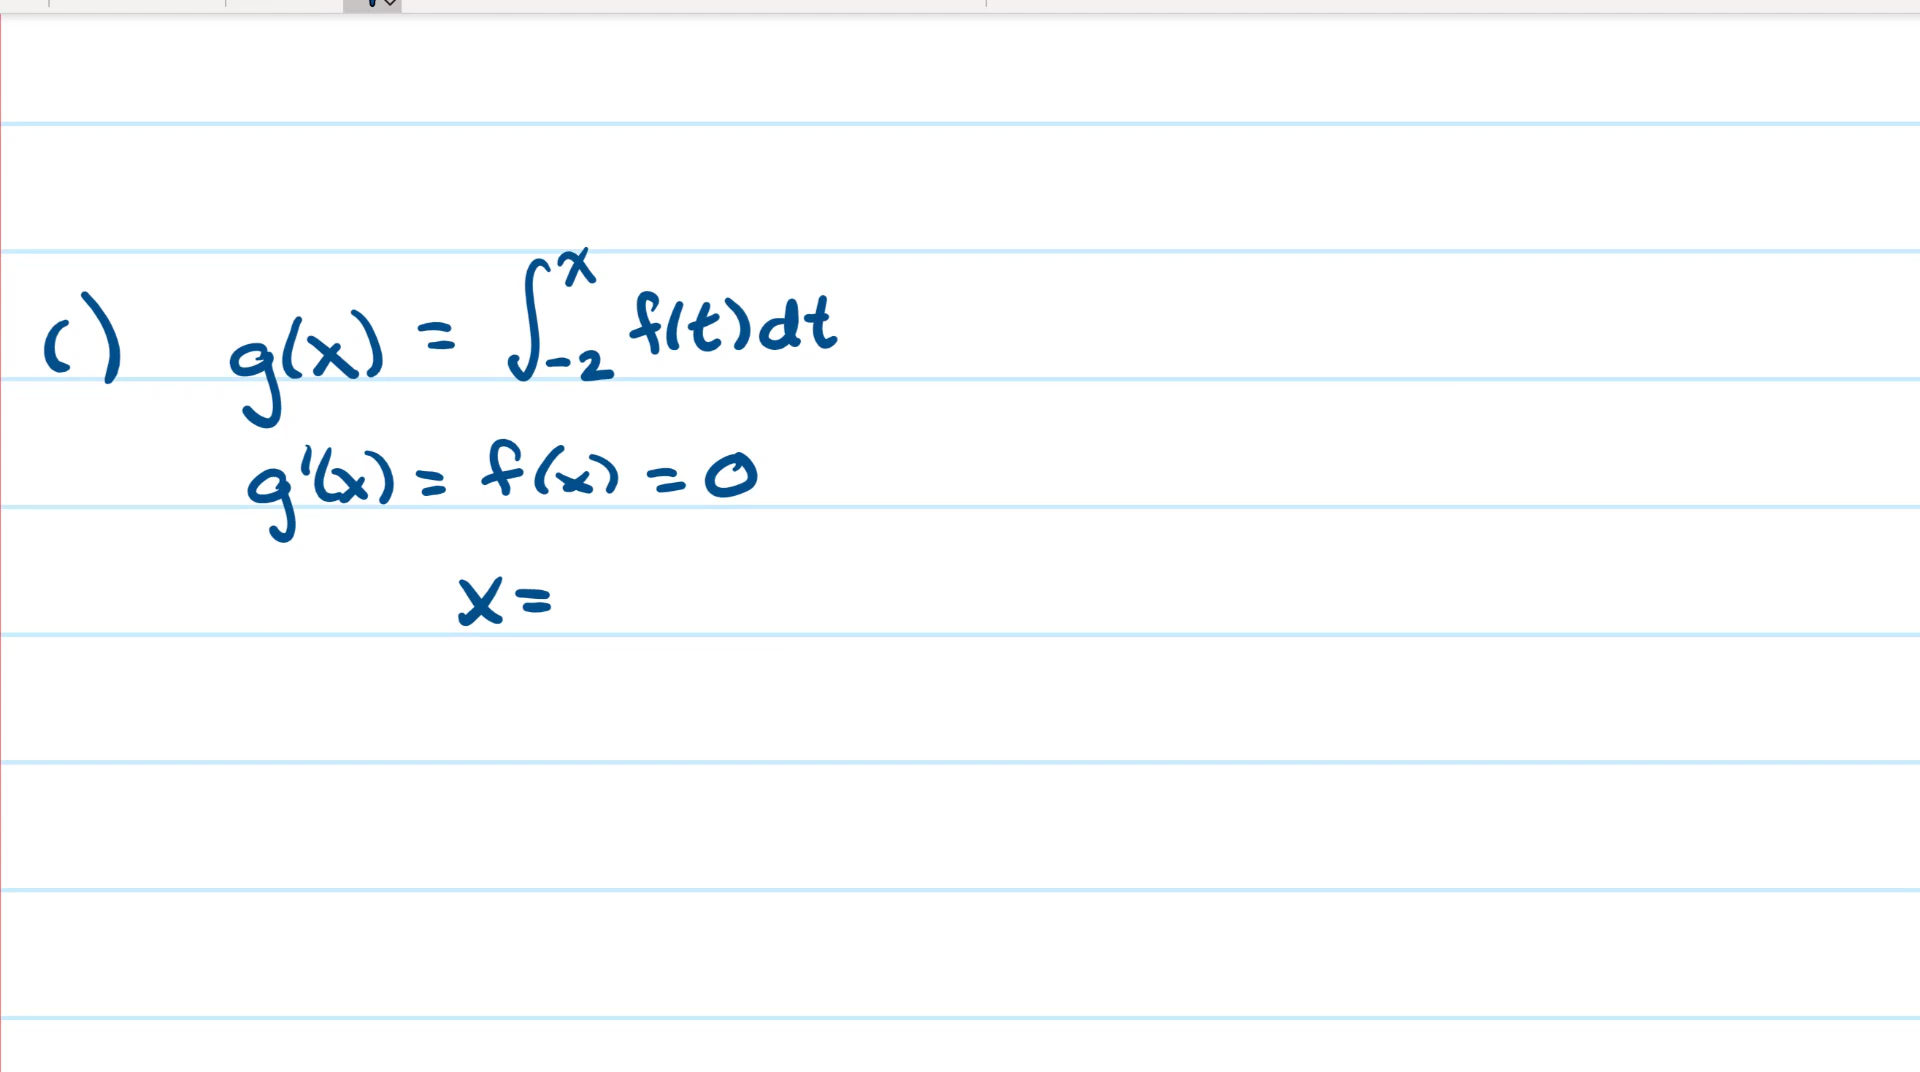 c) g(x) = ∫_{-2}^{x} f(t)dt
g'(x) = f(x) = 0
x =